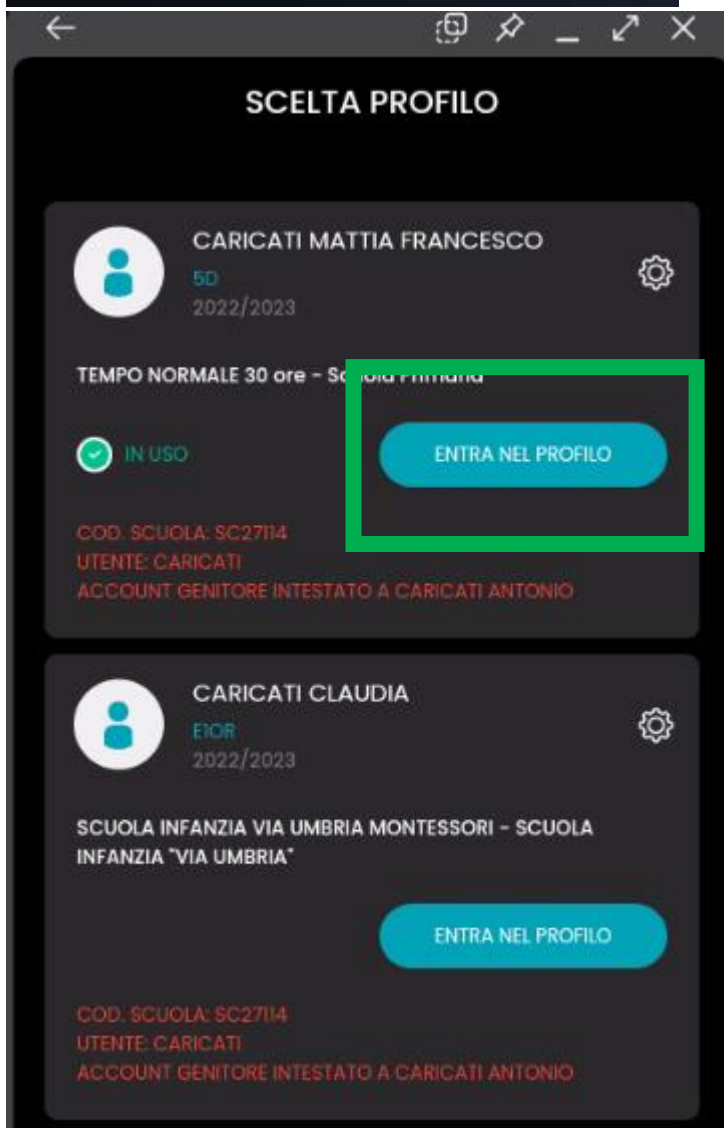 SCELTA PROFILO
CARICATI MATTIA FRANCESCO
5D
2022/2023
TEMPO NORMALE 30 ore - Scuola Primaria
IN USO
ENTRA NEL PROFILO
COD. SCUOLA: SC27114
UTENTE: CARICATI
ACCOUNT GENITORE INTESTATO A CARICATI ANTONIO
CARICATI CLAUDIA
E1OR
2022/2023
SCUOLA INFANZIA VIA UMBRIA MONTESSORI - SCUOLA
INFANZIA "VIA UMBRIA"
ENTRA NEL PROFILO
COD. SCUOLA: SC27114
UTENTE: CARICATI
ACCOUNT GENITORE INTESTATO A CARICATI ANTONIO